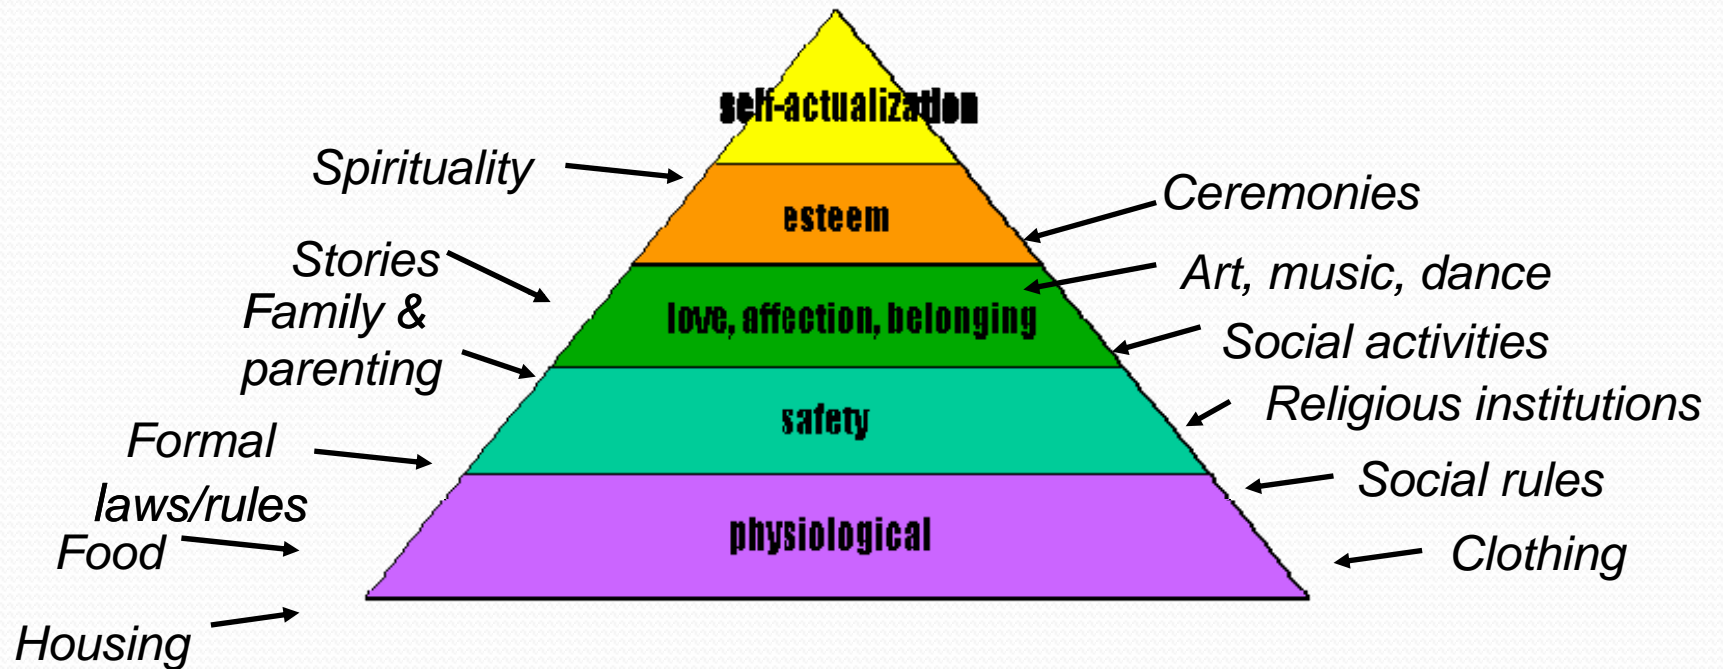 self-actualization
Spirituality
Ceremonies
esteem
Stories
Art, music, dance
Family &
love, affection, belonging
Social activities
parenting
Religious institutions
safety
Formal
Social rules
laws/rules
physiological
Food
Clothing
Housing